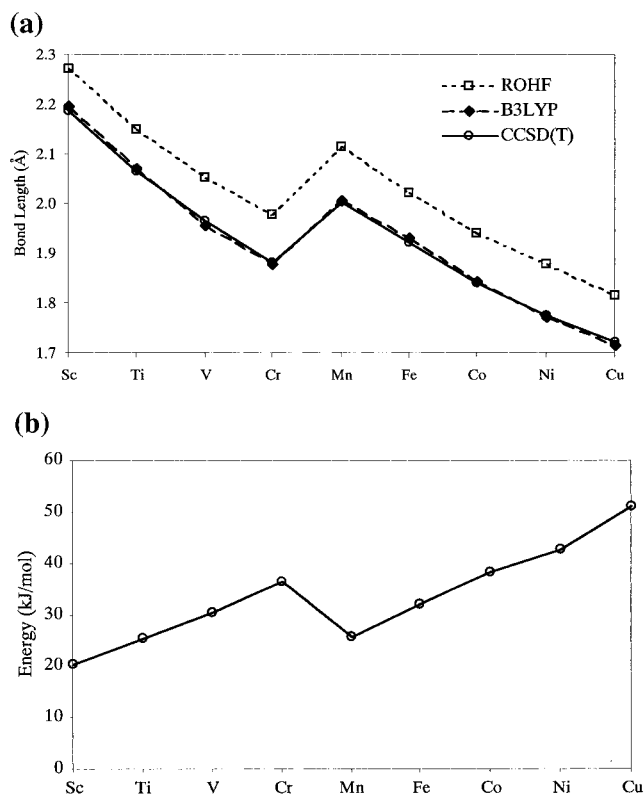 (a)
2.3
2.2
2.1
2.0
1.9
1.8
1.7
Bond Length (Å)
ROHF
B3LYP
CCSD(T)
Sc Ti V Cr Mn Fe Co Ni Cu
(b)
60
50
40
30
20
10
0
Energy (kJ/mol)
Sc Ti V Cr Mn Fe Co Ni Cu